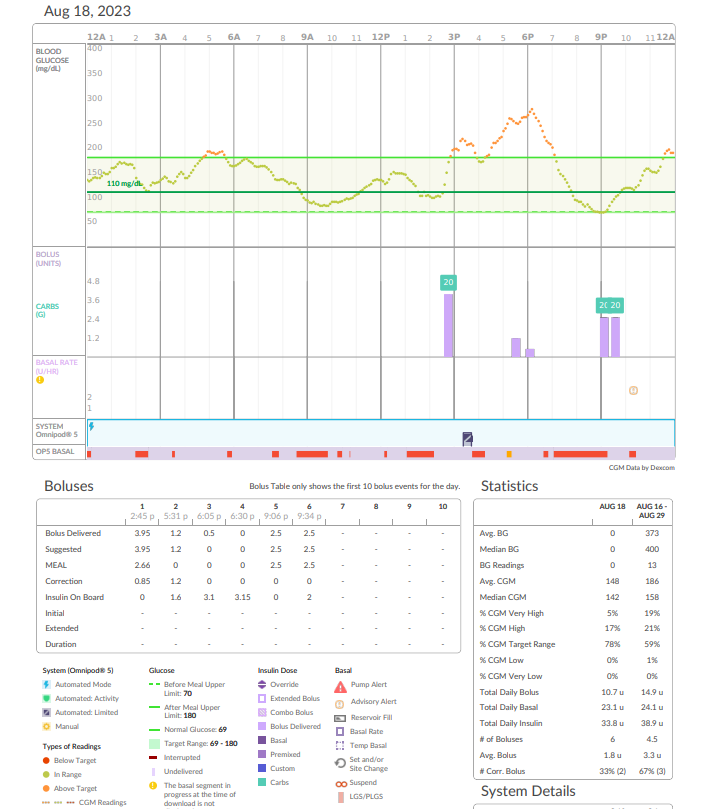 Aug 18, 2023
12A 1 2 3A 4 5 6A 7 8 9A 10 11 12P 1 2 3P 4 5 6P 7 8 9P 10 11 12A
BLOOD
GLUCOSE
(mg/dL)
400
350
300
250
200
150
110 mg/dL
100
50
BOLUS
(UNITS)
CARBS
(G)
4.8
3.6
2.4
1.2
20
20 20
BASAL RATE
(U/HR)
2
1
SYSTEM
Omnipod® 5
OP5 BASAL
CGM Data by Dexcom
Boluses
Bolus Table only shows the first 10 bolus events for the day.
1 2 3 4 5 6 7 8 9 10
2:45 p 5:31 p 6:05 p 6:30 p 9:06 p 9:34 p
Bolus Delivered 3.95 1.2 0.5 0 2.5 2.5 - - - -
Suggested 3.95 1.2 0 0 2.5 2.5 - - - -
MEAL 2.66 0 0 0 2.5 2.5 - - - -
Correction 0.85 1.2 0 0 0 0 - - - -
Insulin On Board 0 1.6 3.1 3.15 0 2 - - - -
Initial - - - - - - - - - -
Extended - - - - - - - - - -
Duration - - - - - - - - - -
Statistics
AUG 18 AUG 16 -
AUG 29
Avg. BG 0 373
Median BG 0 400
BG Readings 0 13
Avg. CGM 148 186
Median CGM 142 158
% CGM Very High 5% 19%
% CGM High 17% 21%
% CGM Target Range 78% 59%
% CGM Low 0% 1%
% CGM Very Low 0% 0%
Total Daily Bolus 10.7 u 14.9 u
Total Daily Basal 23.1 u 24.1 u
Total Daily Insulin 33.8 u 38.9 u
# of Boluses 6 4.5
Avg. Bolus 1.8 u 3.3 u
# Corr. Bolus 33% (2) 67% (3)
System Details
System (Omnipod® 5)
Automated Mode
Automated: Activity
Automated: Limited
Manual
Types of Readings
Below Target
In Range
Above Target
CGM Readings
Glucose
Before Meal Upper
Limit: 70
After Meal Upper
Limit: 180
Normal Glucose: 69
Target Range: 69 - 180
Interrupted
Undelivered
The basal segment in
progress at the time of
download is not
Insulin Dose
Override
Extended Bolus
Combo Bolus
Bolus Delivered
Basal
Premixed
Custom
Carbs
Basal
Pump Alert
Advisory Alert
Reservoir Fill
Basal Rate
Temp Basal
Set and/or
Site Change
Suspend
LGS/PLGS